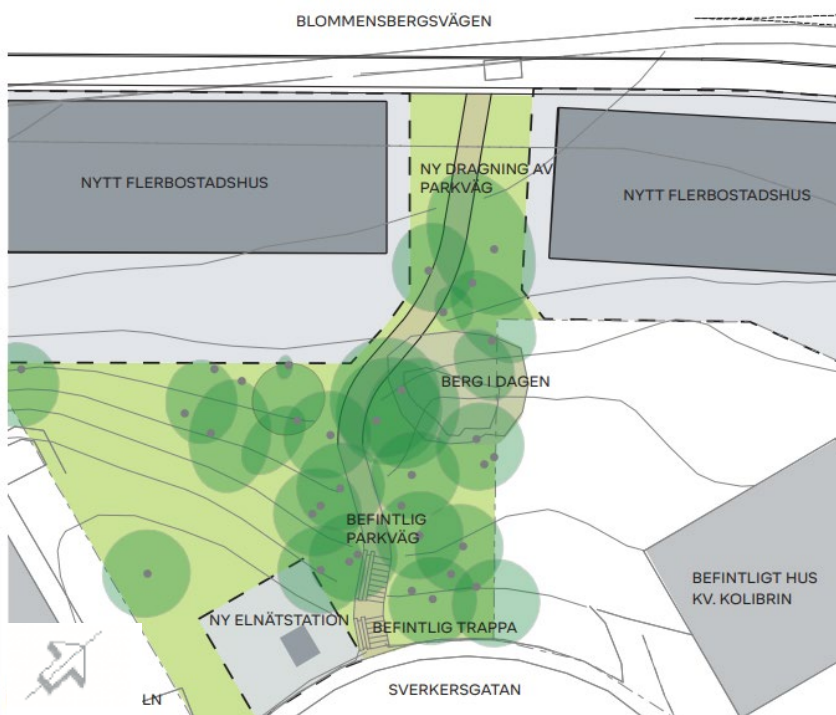 BLOMMENSBERGSVÄGEN
NYTT FLERBOSTADSHUS
NY DRAGNING AV
PARKVÄG
NYTT FLERBOSTADSHUS
BERG I DAGEN
BEFINTLIG
PARKVÄG
BEFINTLIGT HUS
KV. KOLIBRIN
NY ELNÄTSTATION
BEFINTLIG TRAPPA
SVERKERSGATAN
LN